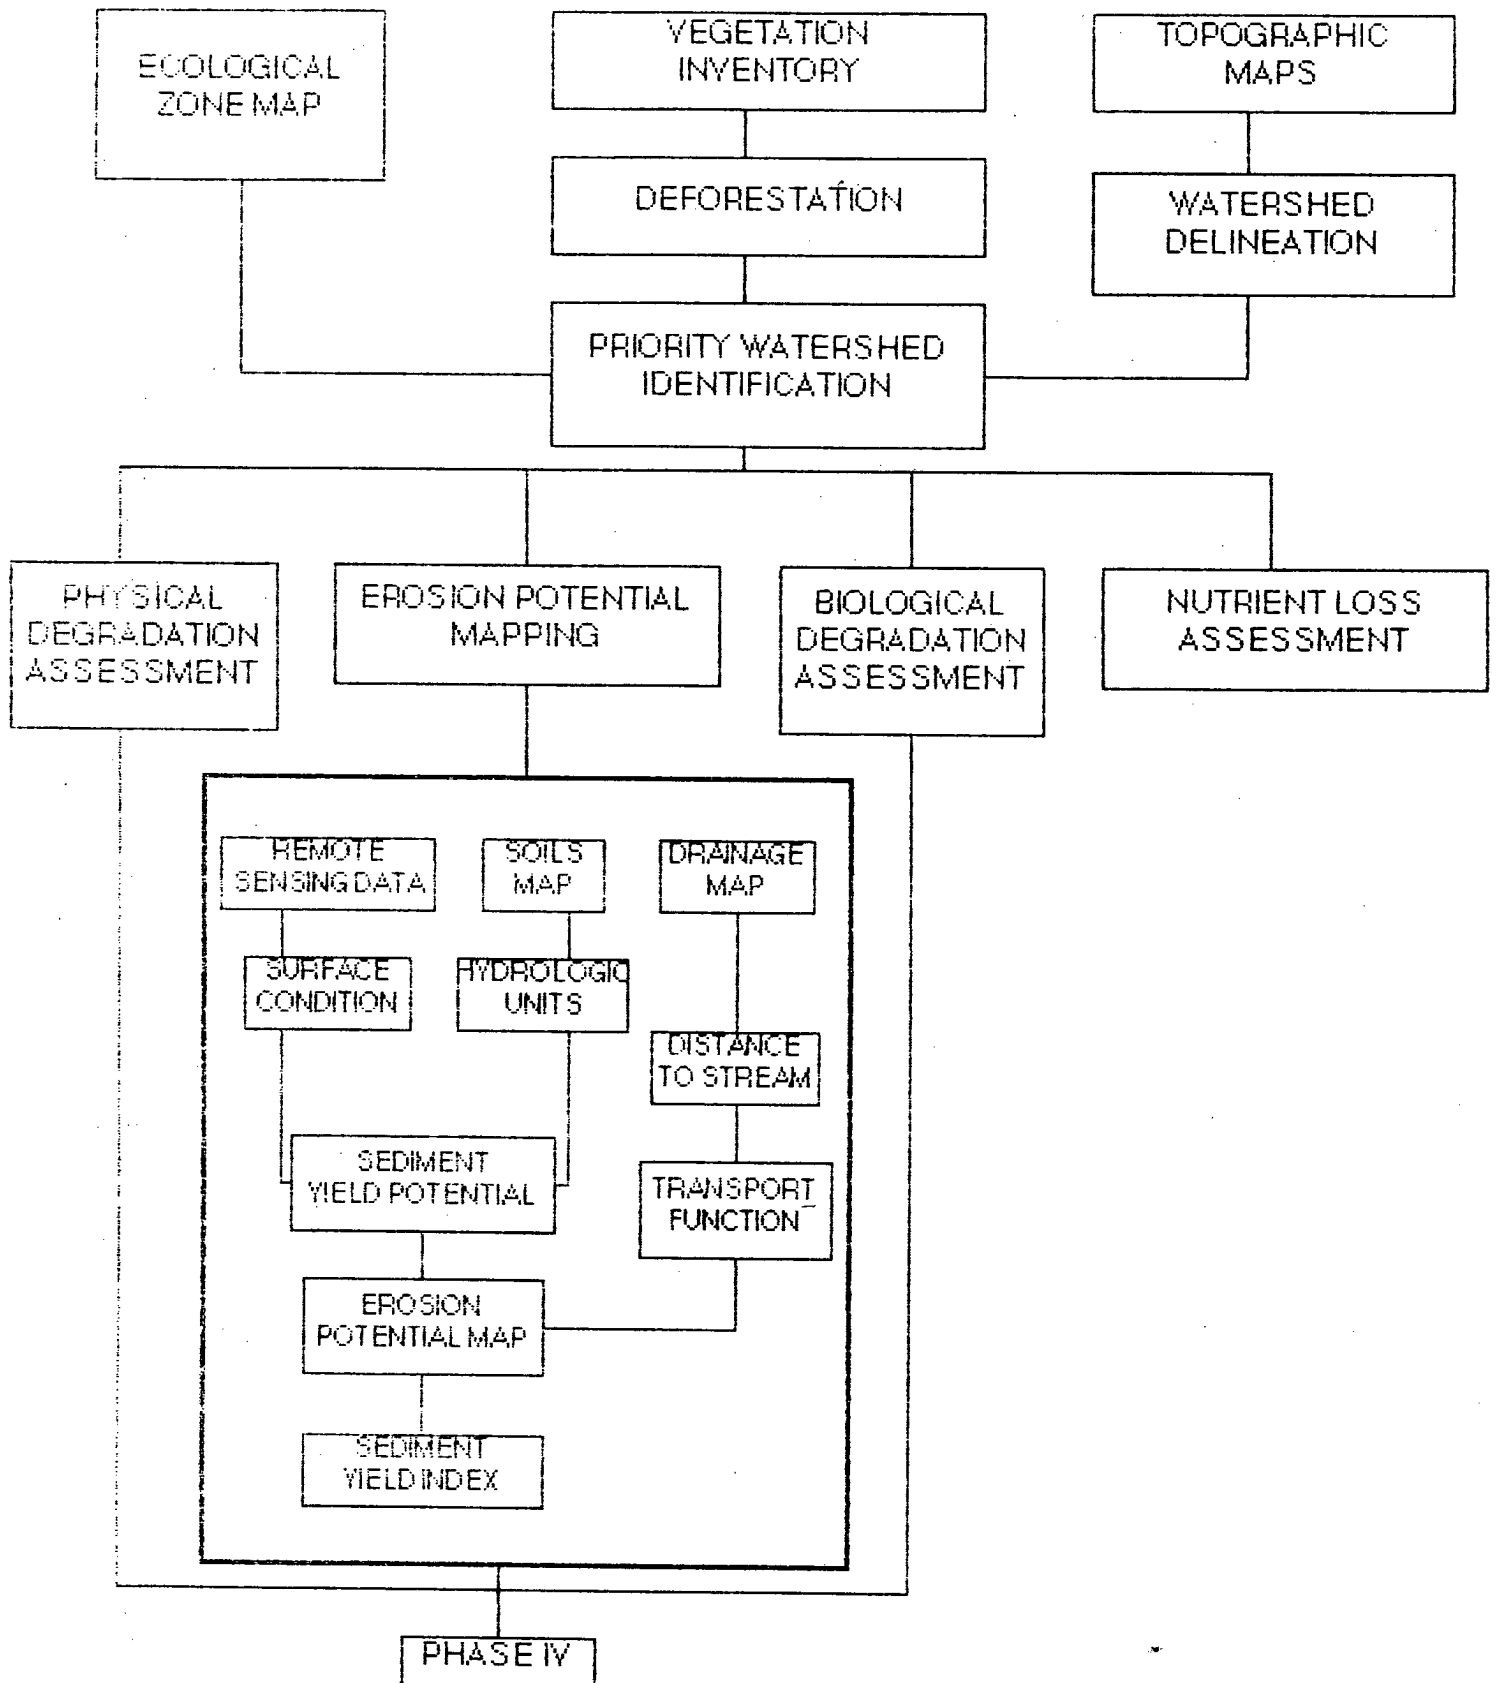 ECOLOGICAL
ZONE MAP
VEGETATION
INVENTORY
TOPOGRAPHIC
MAPS
DEFORESTATION
WATERSHED
DELINEATION
PRIORITY WATERSHED
IDENTIFICATION
PHYSICAL
DEGRADATION
ASSESSMENT
EROSION POTENTIAL
MAPPING
BIOLOGICAL
DEGRADATION
ASSESSMENT
NUTRIENT LOSS
ASSESSMENT
REMOTE
SENSING DATA
SOILS
MAP
DRAINAGE
MAP
SURFACE
CONDITION
HYDROLOGIC
UNITS
DISTANCE
TO STREAM
SEDIMENT
YIELD POTENTIAL
TRANSPORT
FUNCTION
EROSION
POTENTIAL MAP
SEDIMENT
YIELD INDEX
PHASE IV